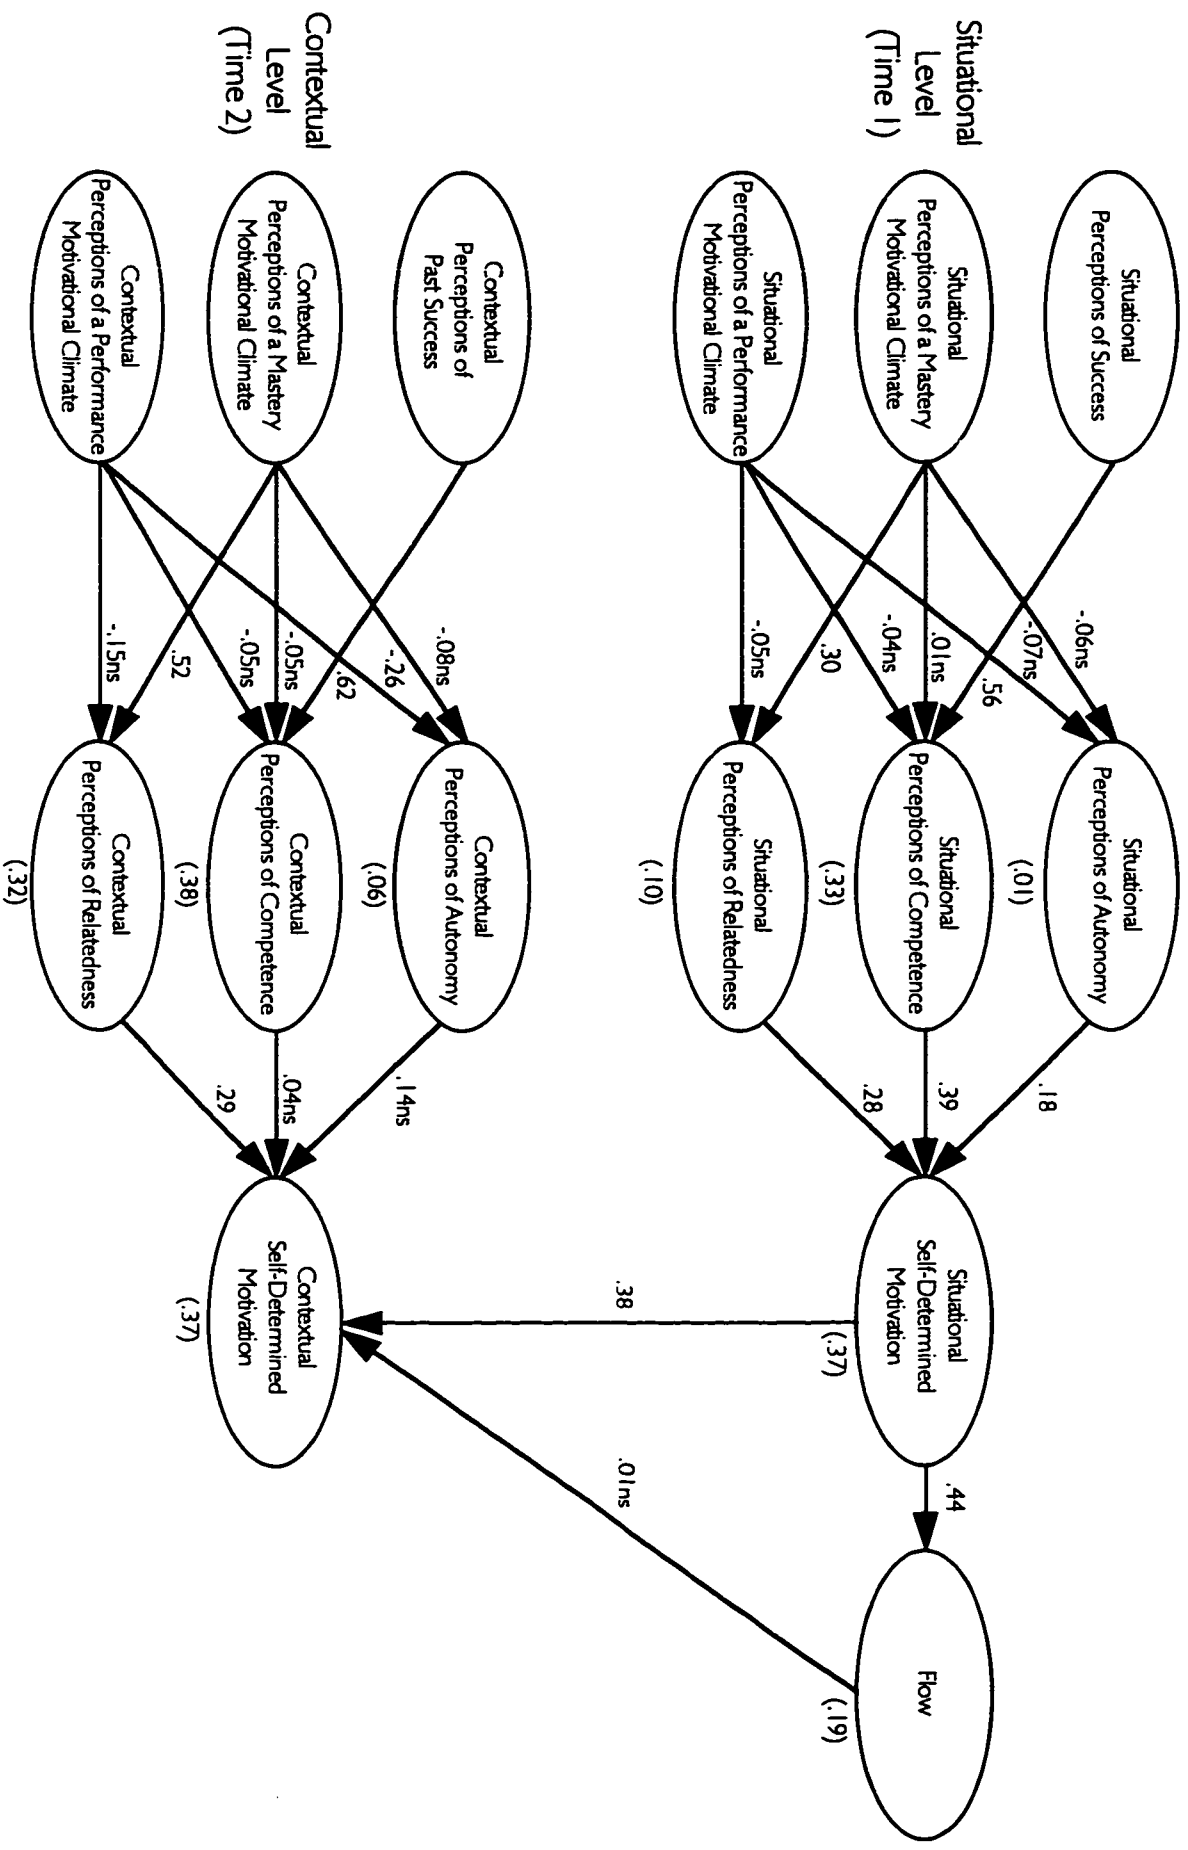 Situational
Level
(Time 1)
Situational
Perceptions of Success
Situational
Perceptions of a Mastery
Motivational Climate
Situational
Perceptions of a Performance
Motivational Climate
-.06ns
-.07ns
.56
.01ns
-.04ns
.30
-.05ns
Situational
Perceptions of Autonomy
(.01)
Situational
Perceptions of Competence
(.33)
Situational
Perceptions of Relatedness
(.10)
.18
.39
.28
Situational
Self-Determined
Motivation
(.37)
.44
Flow
(.19)
.38
.01ns
Contextual
Level
(Time 2)
Contextual
Perceptions of
Past Success
Contextual
Perceptions of a Mastery
Motivational Climate
Contextual
Perceptions of a Performance
Motivational Climate
-.08ns
-.26
.62
-.05ns
-.05ns
.52
-.15ns
Contextual
Perceptions of Autonomy
(.06)
Contextual
Perceptions of Competence
(.38)
Contextual
Perceptions of Relatedness
(.32)
.14ns
.04ns
.29
Contextual
Self-Determined
Motivation
(.37)